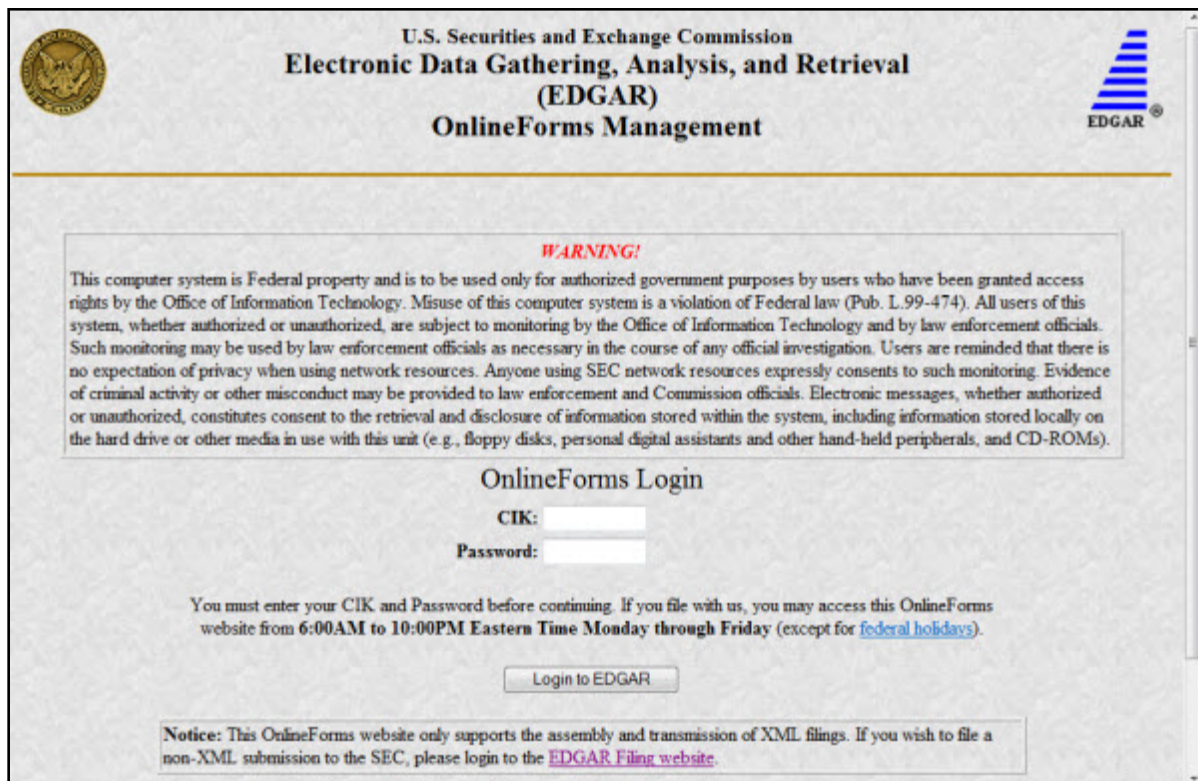 U.S. Securities and Exchange Commission
Electronic Data Gathering, Analysis, and Retrieval
(EDGAR)
OnlineForms Management
EDGAR ®
WARNING!
This computer system is Federal property and is to be used only for authorized government purposes by users who have been granted access
rights by the Office of Information Technology. Misuse of this computer system is a violation of Federal law (Pub. L.99-474). All users of this
system, whether authorized or unauthorized, are subject to monitoring by the Office of Information Technology and by law enforcement officials.
Such monitoring may be used by law enforcement officials as necessary in the course of any official investigation. Users are reminded that there is
no expectation of privacy when using network resources. Anyone using SEC network resources expressly consents to such monitoring. Evidence
of criminal activity or other misconduct may be provided to law enforcement and Commission officials. Electronic messages, whether authorized
or unauthorized, constitutes consent to the retrieval and disclosure of information stored within the system, including information stored locally on
the hard drive or other media in use with this unit (e.g., floppy disks, personal digital assistants and other hand-held peripherals, and CD-ROMs).
OnlineForms Login
CIK:
Password:
You must enter your CIK and Password before continuing. If you file with us, you may access this OnlineForms
website from 6:00AM to 10:00PM Eastern Time Monday through Friday (except for federal holidays).
Login to EDGAR
Notice: This OnlineForms website only supports the assembly and transmission of XML filings. If you wish to file a
non-XML submission to the SEC, please login to the EDGAR Filing website.